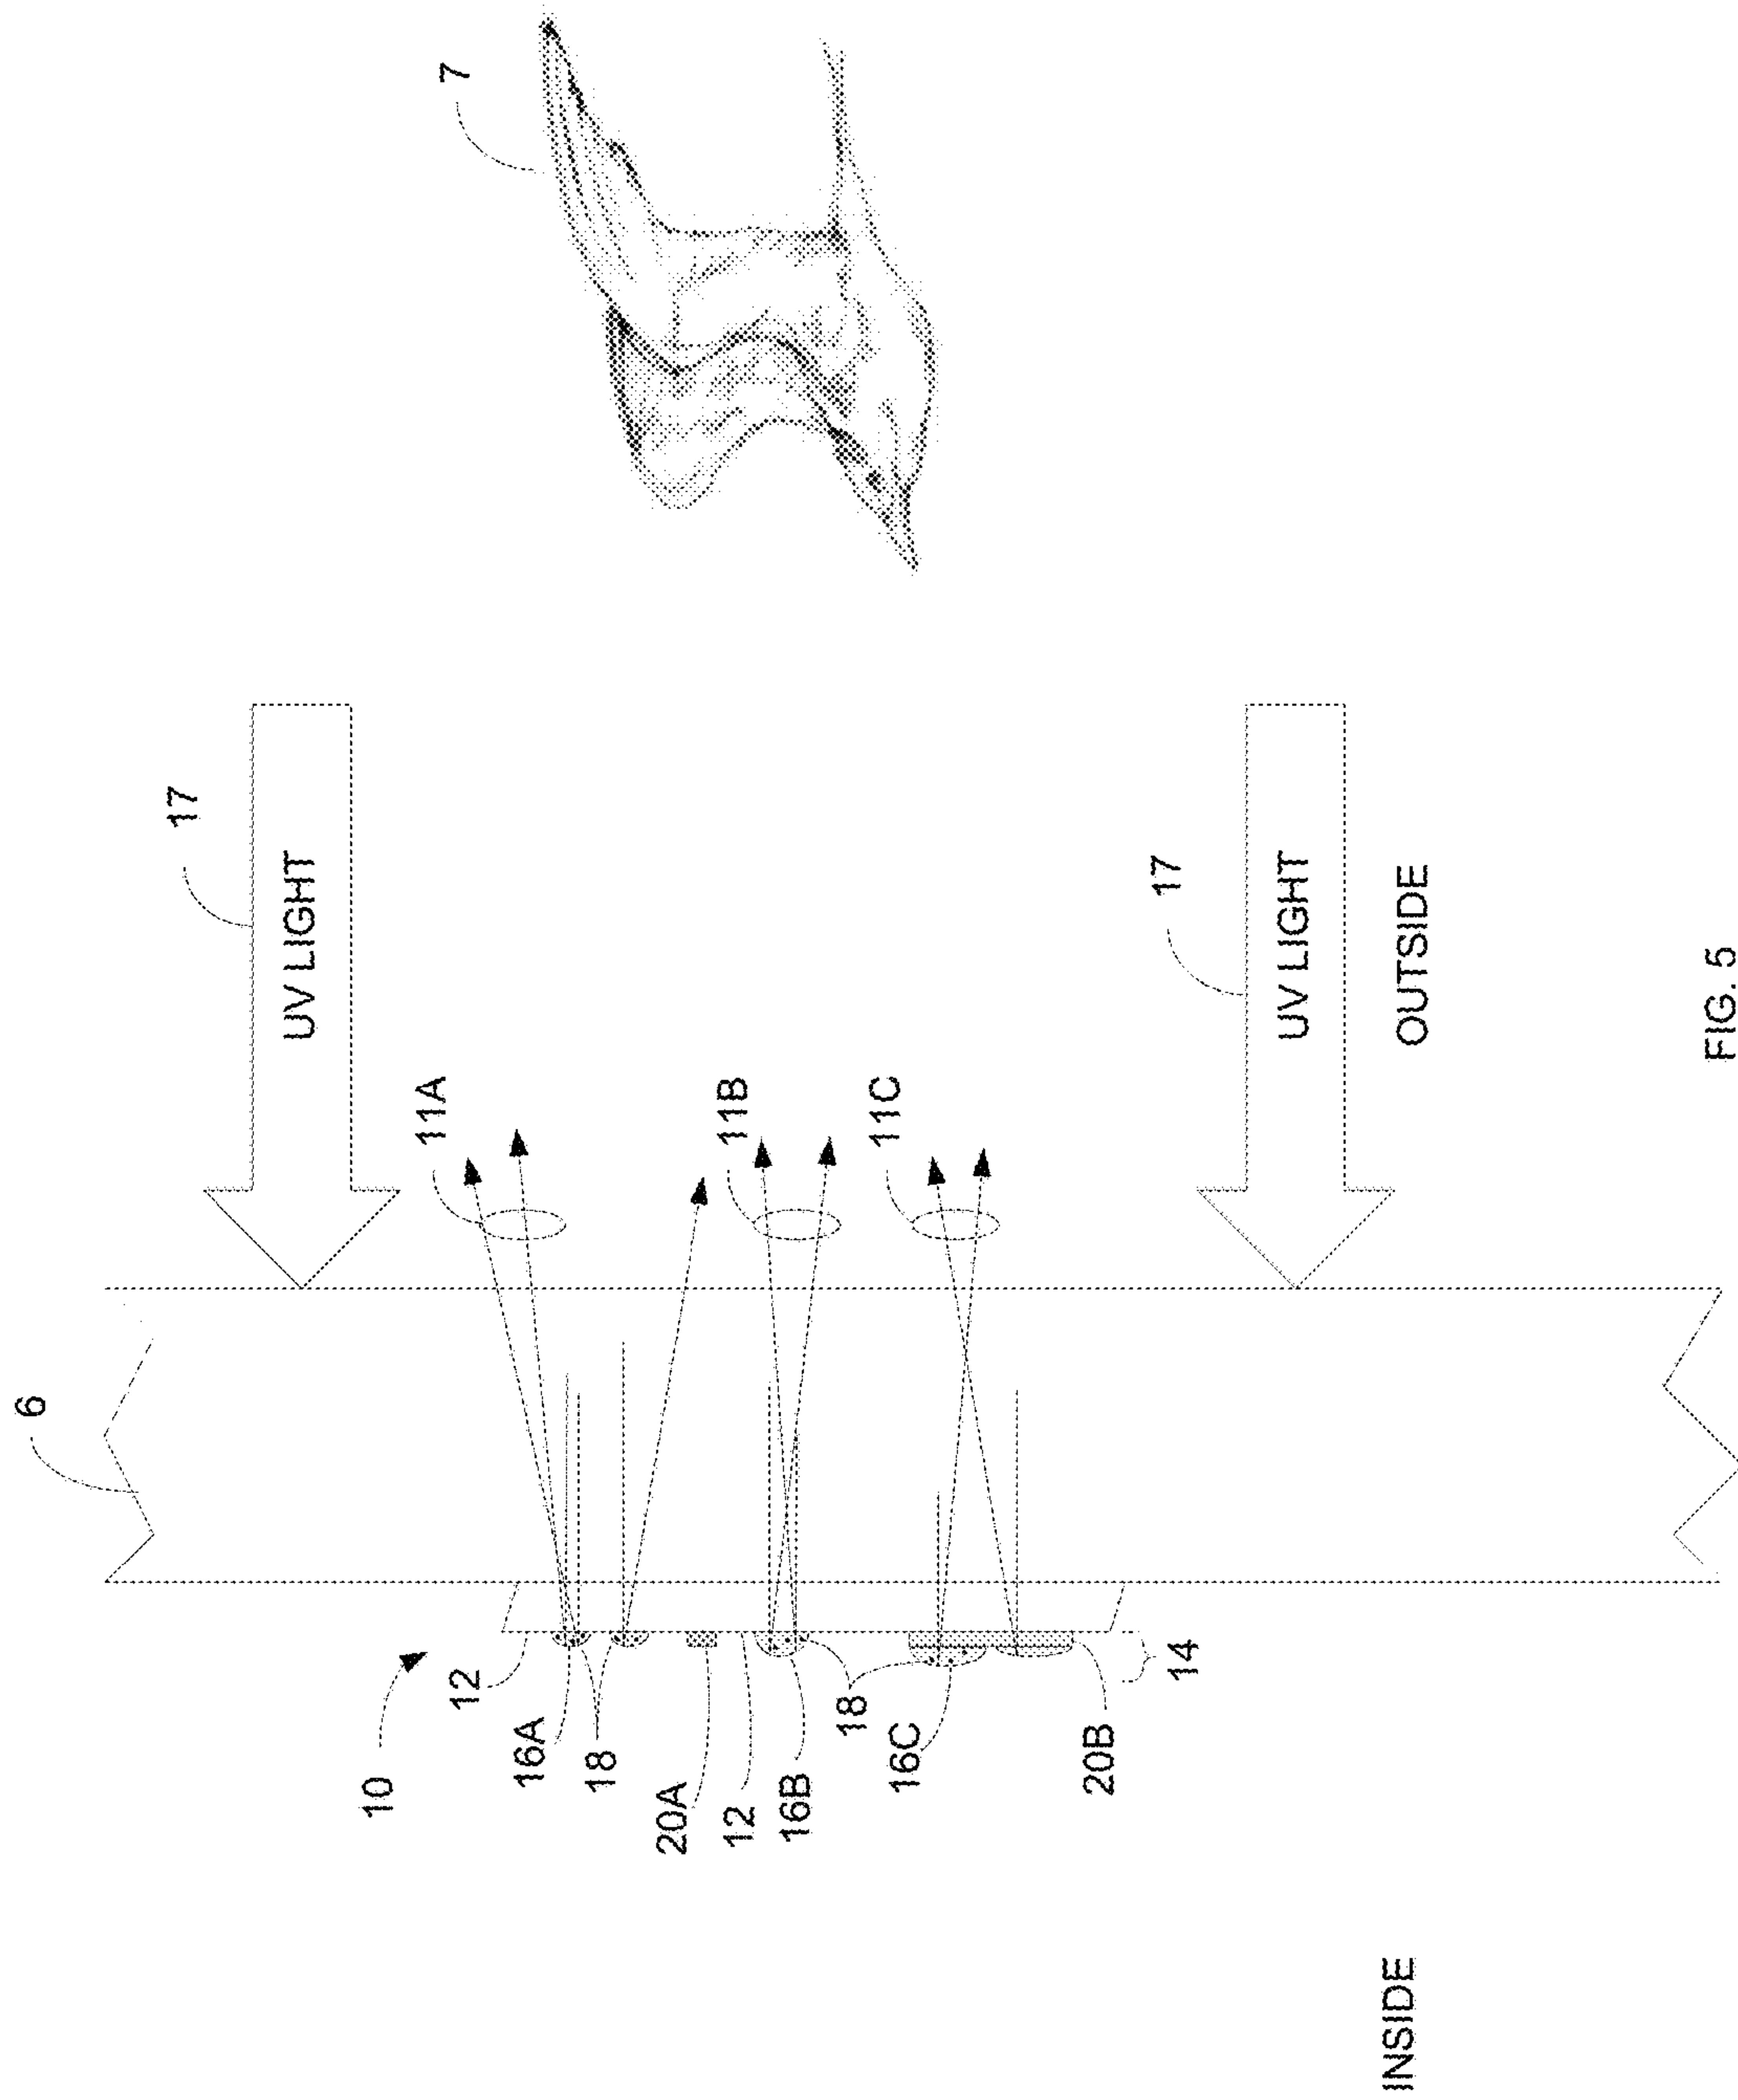 6
7
17
UV LIGHT
11A
11B
11C
17
UV LIGHT
OUTSIDE
10
12
16A
18
20A
12
16B
18
16C
20B
14
INSIDE
FIG. 5